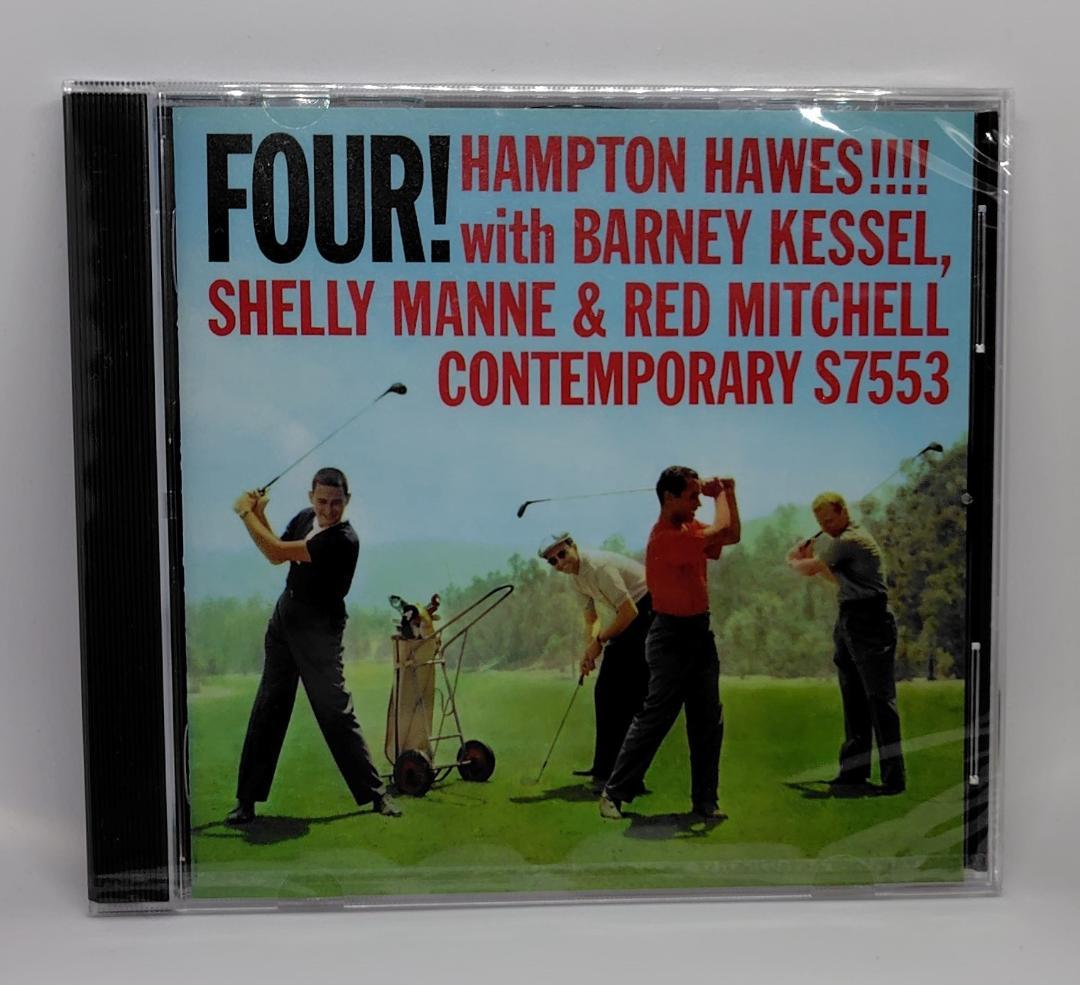 FOUR! HAMPTON HAWES!!!!
with BARNEY KESSEL,
SHELLY MANNE & RED MITCHELL
CONTEMPORARY S7553